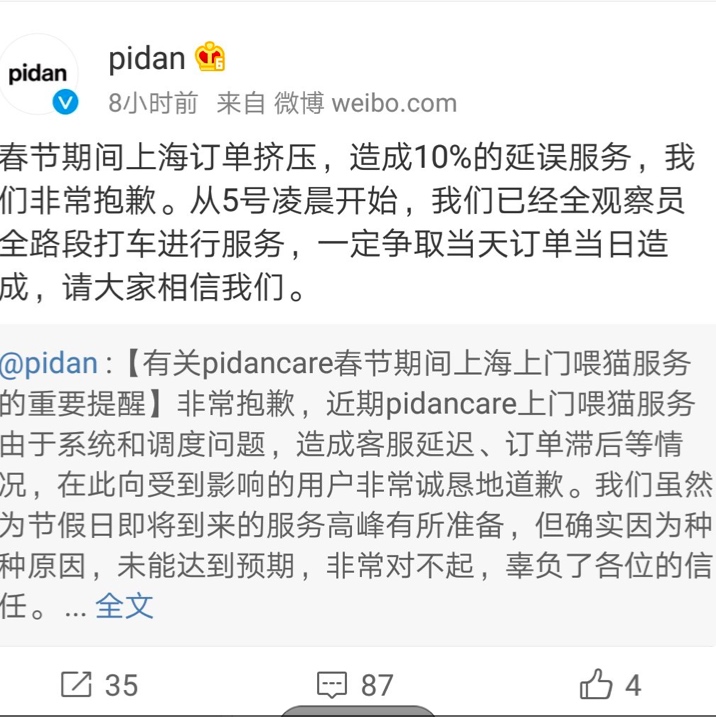 pidan
pidan
8小时前 来自 微博 weibo.com
春节期间上海订单挤压，造成10%的延误服务，我
们非常抱歉。从5号凌晨开始，我们已经全观察员
全路段打车进行服务，一定争取当天订单当日造
成，请大家相信我们。
@pidan :【有关pidancare春节期间上海上门喂猫服务
的重要提醒】非常抱歉，近期pidancare上门喂猫服务
由于系统和调度问题，造成客服延迟、订单滞后等情
况，在此向受到影响的用户非常诚恳地道歉。我们虽然
为节假日即将到来的服务高峰有所准备，但确实因为种
种原因，未能达到预期，非常对不起，辜负了各位的信
任。... 全文
35 87 4